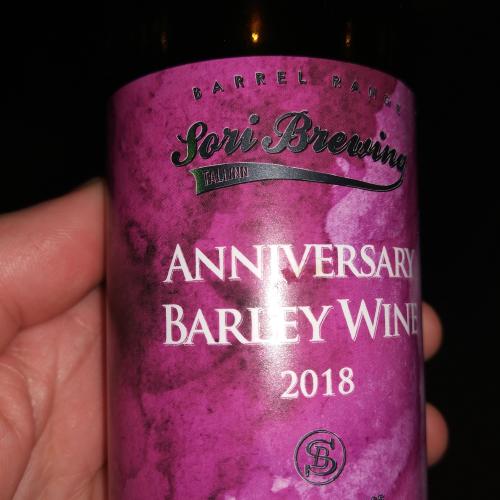 BARREL RANGE
Sori Brewing
TALLINN
ANNIVERSARY
BARLEY WINE
2018
SB